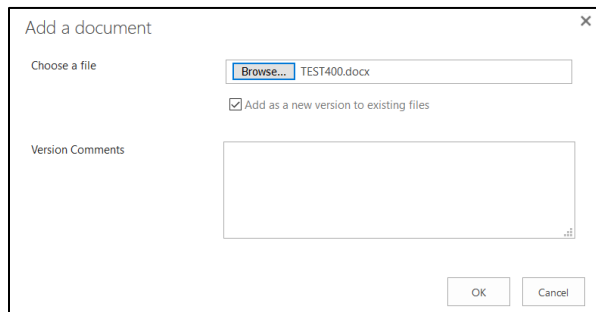 Add a document
Choose a file
Browse... TEST400.docx
Add as a new version to existing files
Version Comments
OK Cancel